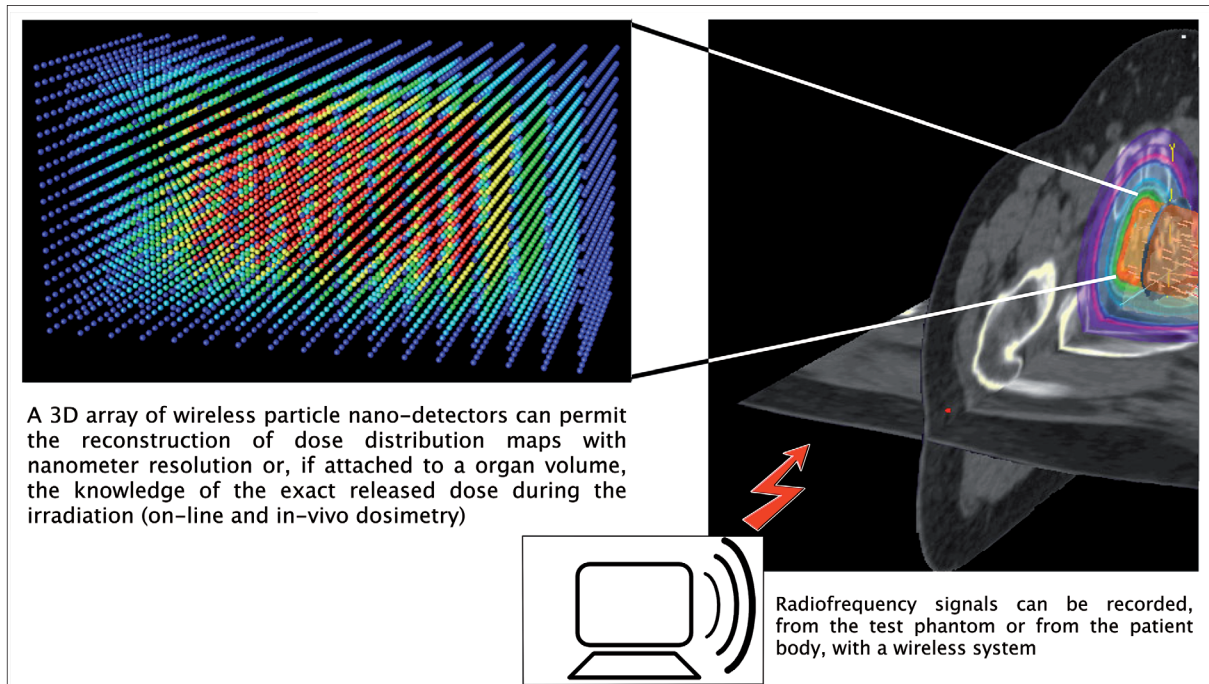 A 3D array of wireless particle nano-detectors can permit
the reconstruction of dose distribution maps with
nanometer resolution or, if attached to a organ volume,
the knowledge of the exact released dose during the
irradiation (on-line and in-vivo dosimetry)
Y
Radiofrequency signals can be recorded,
from the test phantom or from the patient
body, with a wireless system